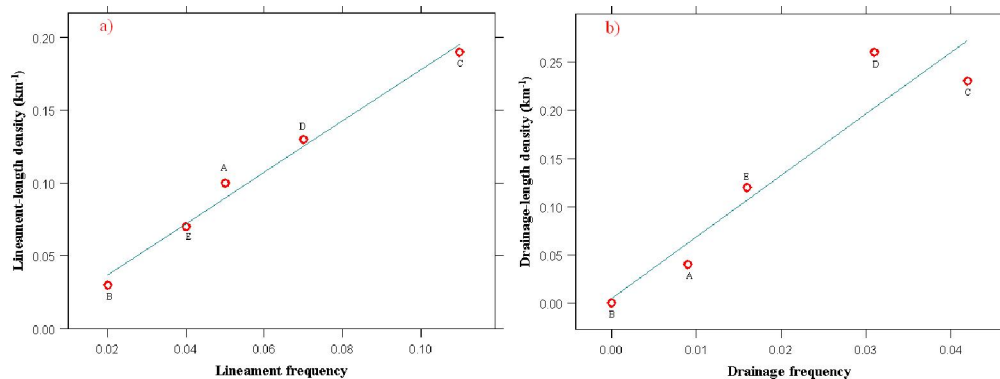 a)
Lineament-length density (km⁻¹)
0.20
0.15
0.10
0.05
0.00
C
D
A
E
B
0.02 0.04 0.06 0.08 0.10
Lineament frequency
b)
Drainage-length density (km⁻¹)
0.25
0.20
0.15
0.10
0.05
0.00
D
C
E
A
B
0.00 0.01 0.02 0.03 0.04
Drainage frequency